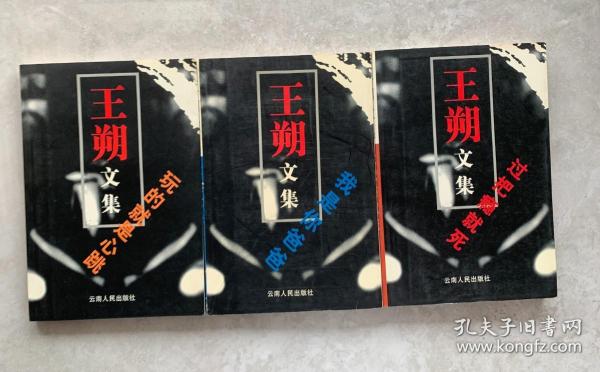 王朔
文集
玩的就是心跳
云南人民出版社
王朔
文集
我是你爸爸
云南人民出版社
王朔
文集
过把瘾就死
云南人民出版社
孔夫子旧书网
www.kongfz.com